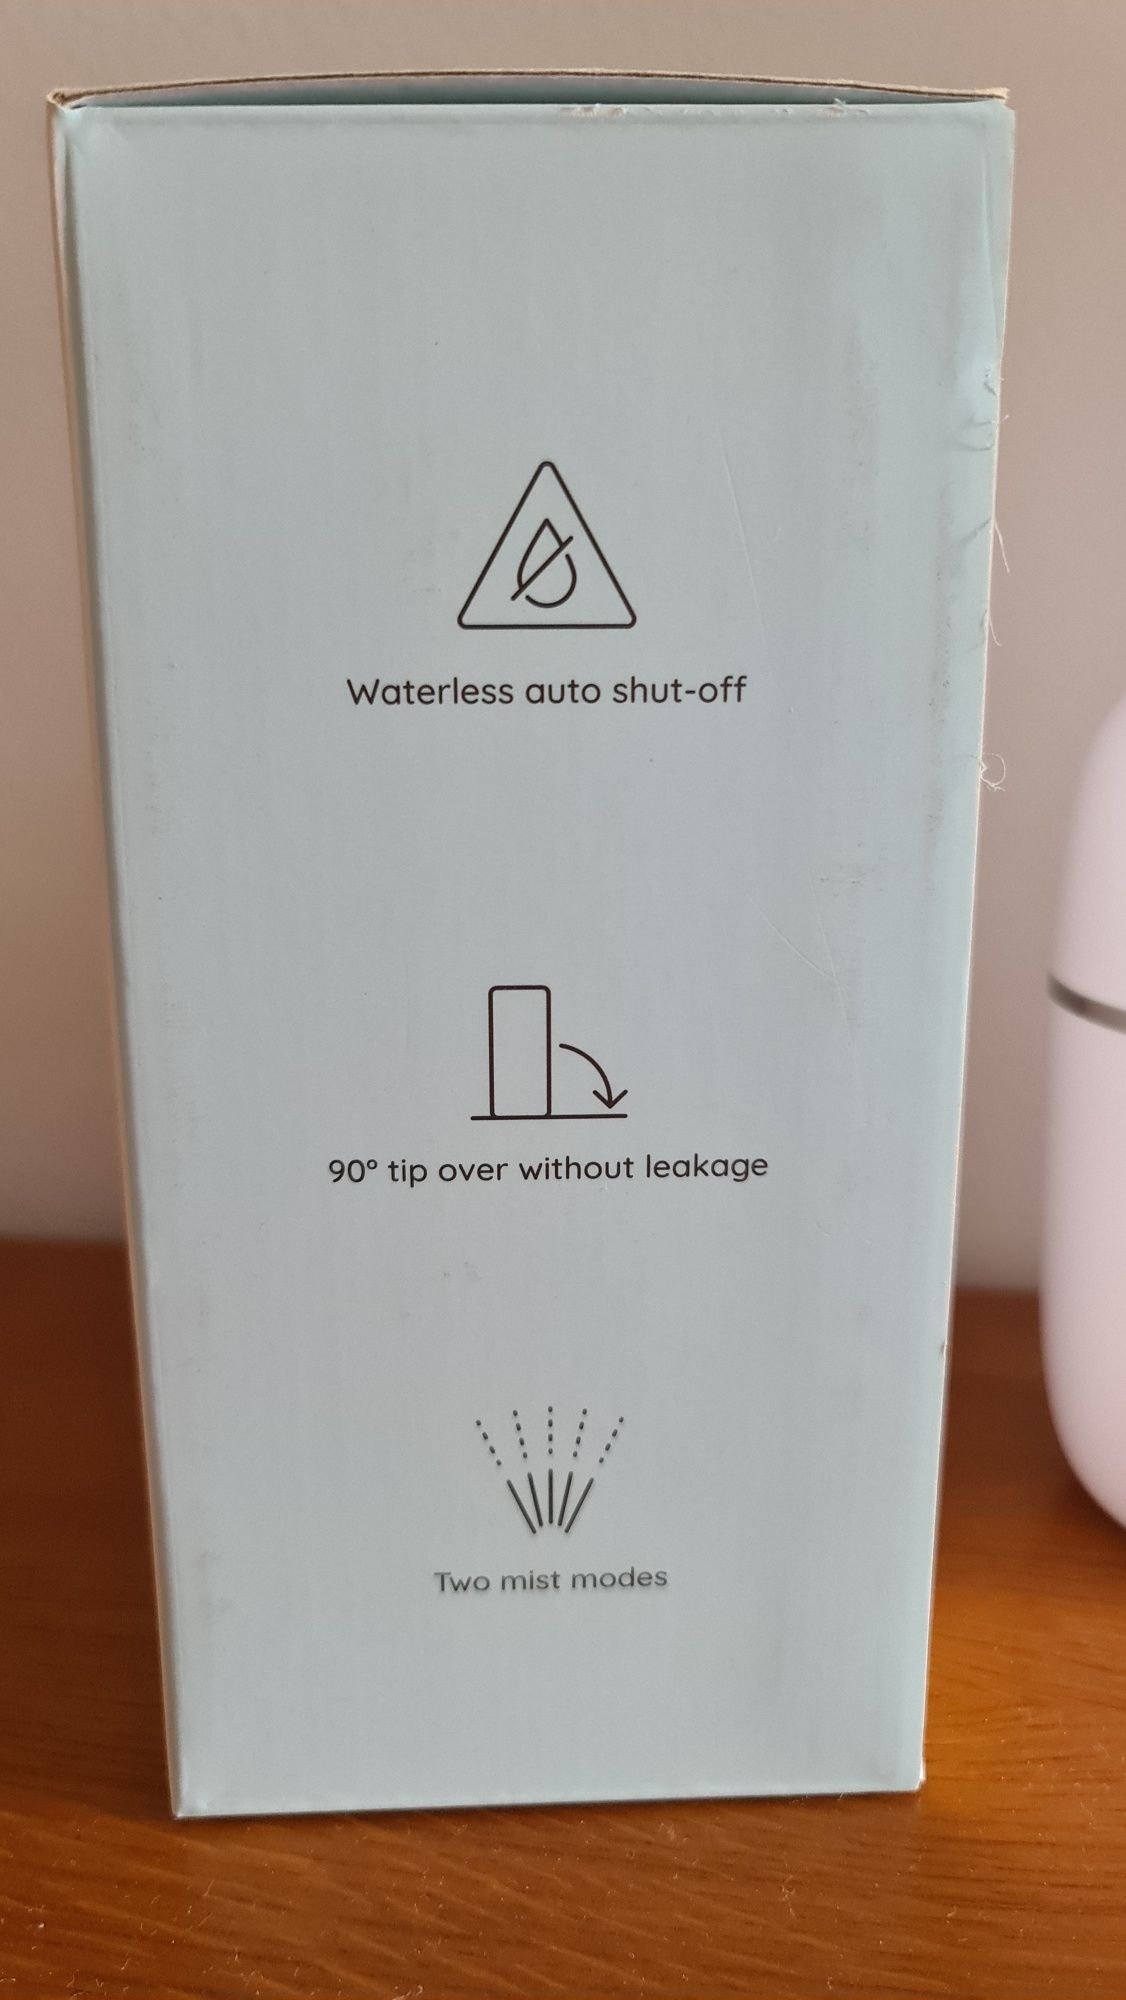 Waterless auto shut-off
90° tip over without leakage
Two mist modes